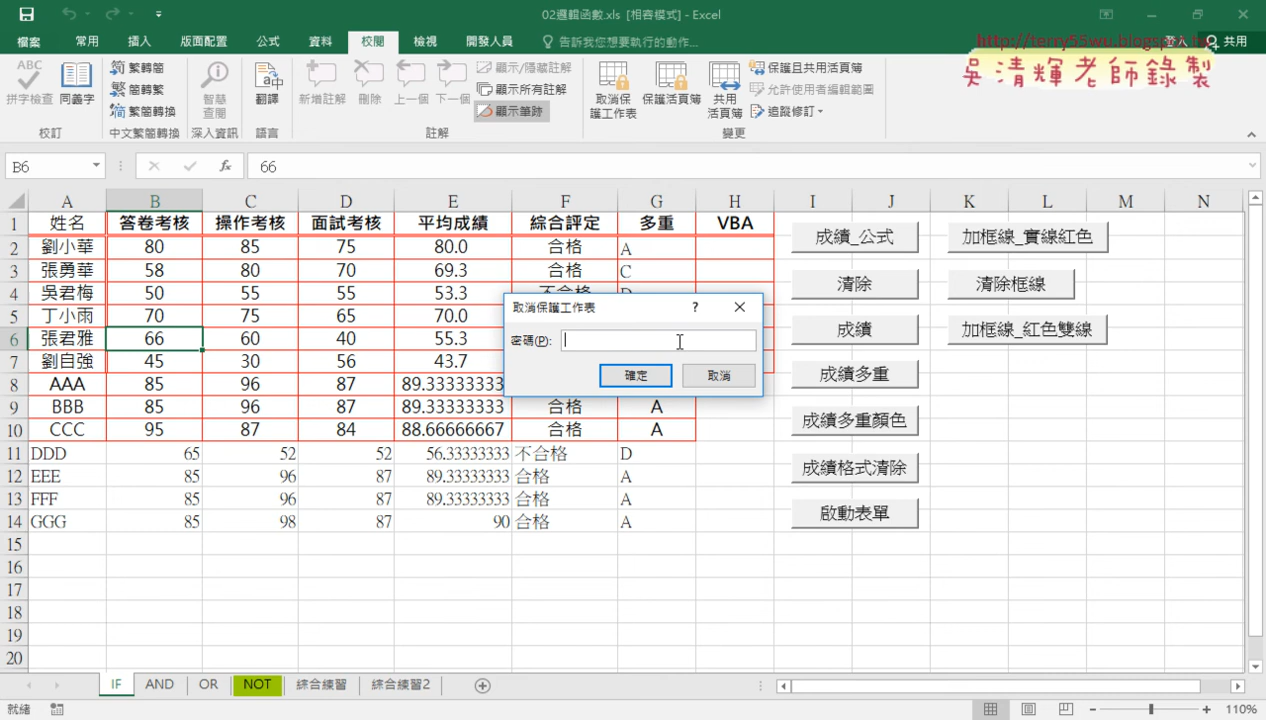 02邏輯函數.xls [相容模式] - Excel
檔案 常用 插入 版面配置 公式 資料 校閱 檢視 開發人員 告訴我您想要執行的動作... 登入 共用
http://terry55wu.blogspot.tw
吳清輝老師錄製
ABC
拼字檢查 同義字
校訂
繁轉簡
簡轉繁
繁簡轉換
中文繁簡轉換
智慧
查閱
深入資訊
翻譯
語言
新增註解 刪除 上一個 下一個
顯示/隱藏註解
顯示所有註解
顯示筆跡
註解
取消保
護工作表
保護活頁簿
共用
活頁簿
保護且共用活頁簿
允許使用者編輯範圍
追蹤修訂
變更
B6 fx 66
A B C D E F G H I J K L M N
1 姓名 答卷考核 操作考核 面試考核 平均成績 綜合評定 多重 VBA 成績_公式 加框線_實線紅色
2 劉小華 80 85 75 80.0 合格 A
3 張勇華 58 80 70 69.3 合格 C 清除 清除框線
4 吳君梅 50 55 55 53.3 不合格 D
5 丁小雨 70 75 65 70.0 成績 加框線_紅色雙線
6 張君雅 66 60 40 55.3
7 劉自強 45 30 56 43.7 成績多重
8 AAA 85 96 87 89.33333333
9 BBB 85 96 87 89.33333333 合格 A 成績多重顏色
10 CCC 95 87 84 88.66666667 合格 A
11 DDD 65 52 52 56.33333333 不合格 D 成績格式清除
12 EEE 85 96 87 89.33333333 合格 A
13 FFF 85 96 87 89.33333333 合格 A 啟動表單
14 GGG 85 98 87 90 合格 A
15
16
17
18
19
20
取消保護工作表 ?
密碼(P):
確定 取消
IF AND OR NOT 綜合練習 綜合練習2
就緒 110%